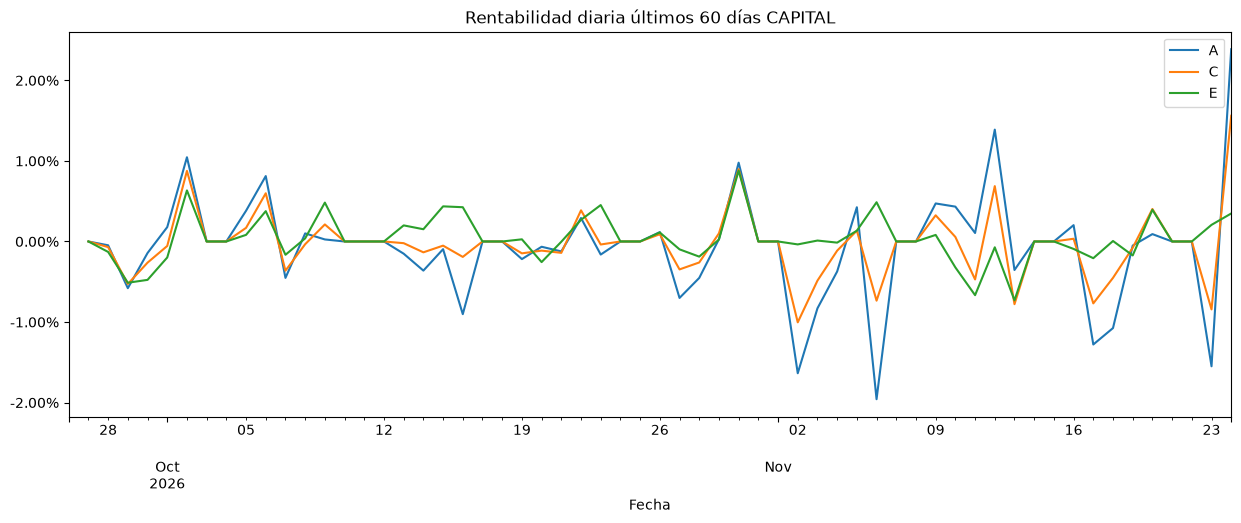 Rentabilidad diaria últimos 60 días CAPITAL
A
C
E
2.00%
1.00%
0.00%
-1.00%
-2.00%
28 05 12 19 26 02 09 16 23
Oct Nov
2026
Fecha